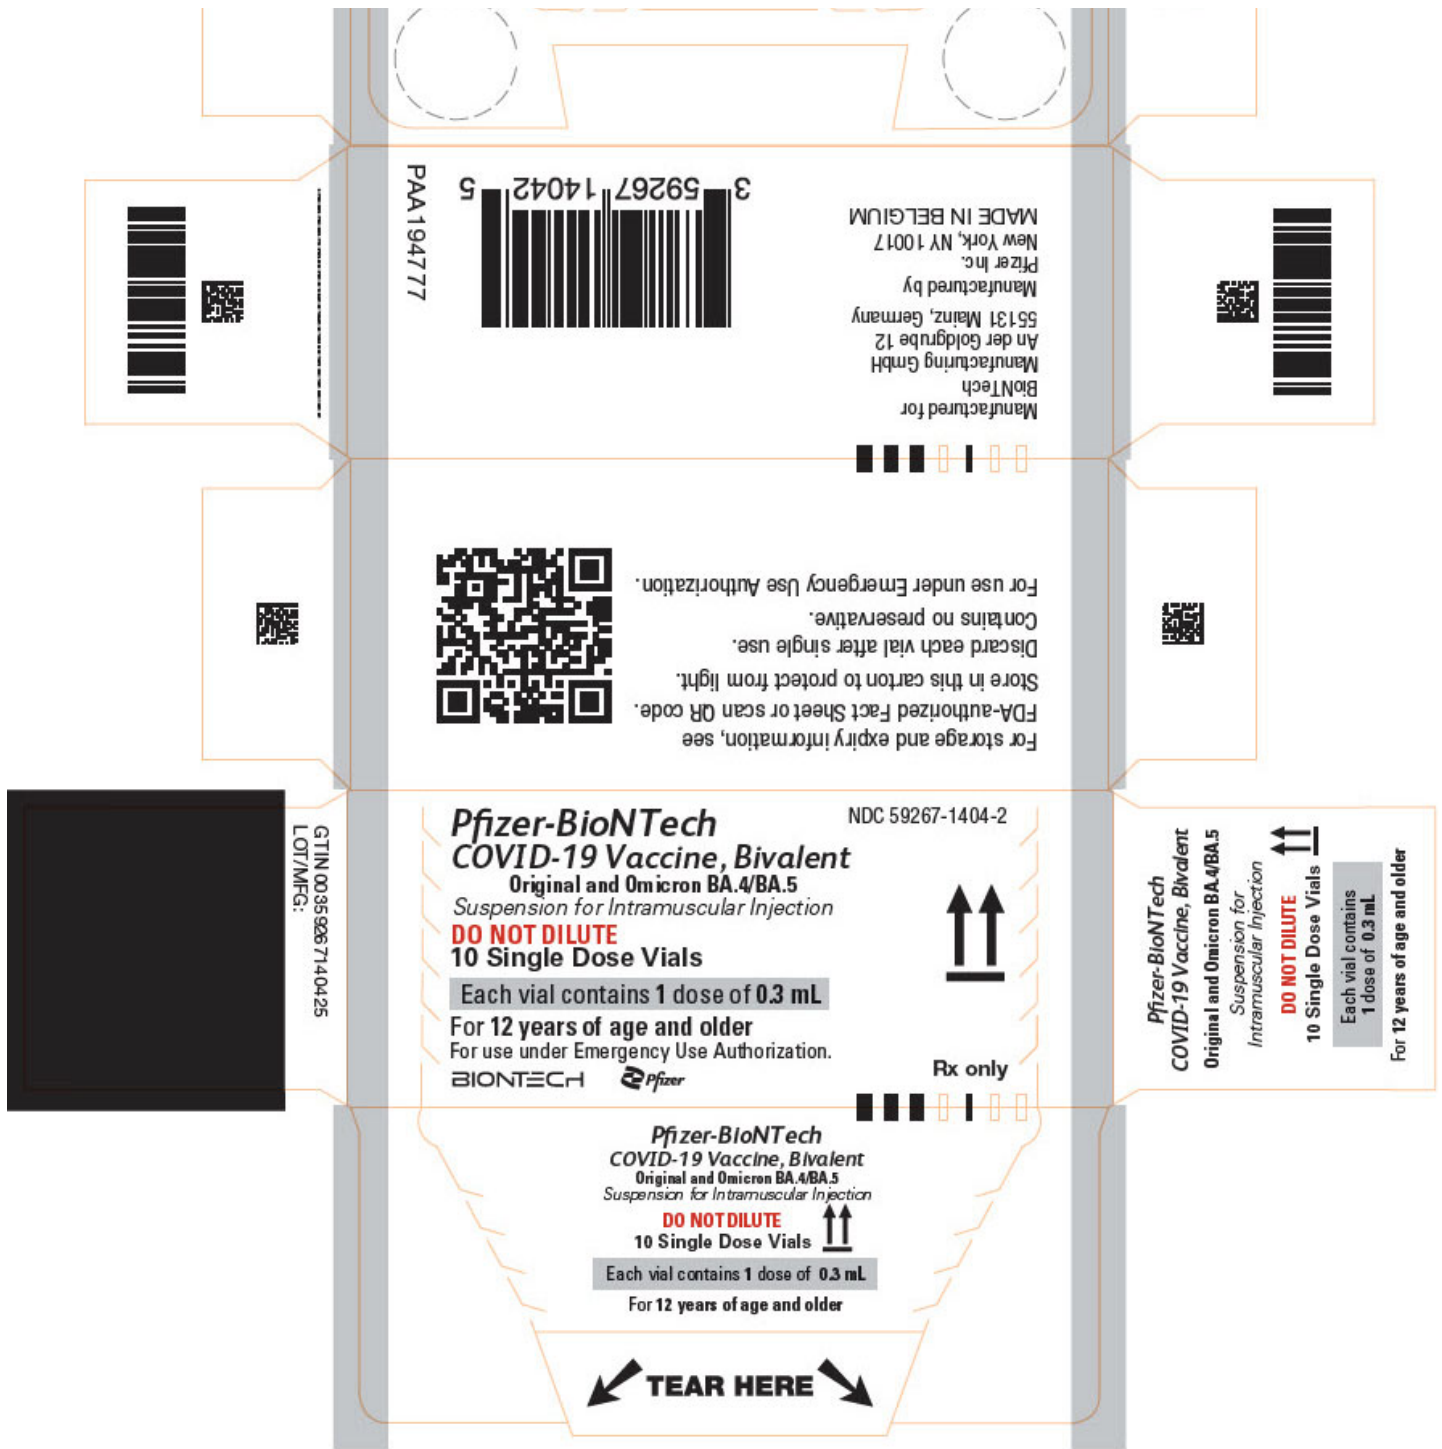 PAA194777
3 59267 14042 5
Manufactured for
BioNTech
Manufacturing GmbH
An der Goldgrube 12
55131 Mainz, Germany
Manufactured by
Pfizer Inc.
New York, NY 10017
MADE IN BELGIUM
For storage and expiry information, see
FDA-authorized Fact Sheet or scan QR code.
Store in this carton to protect from light.
Discard each vial after single use.
Contains no preservative.
For use under Emergency Use Authorization.
GTIN 00359267140425
LOT/MFG:
Pfizer-BioNTech
NDC 59267-1404-2
COVID-19 Vaccine, Bivalent
Original and Omicron BA.4/BA.5
Suspension for Intramuscular Injection
DO NOT DILUTE
10 Single Dose Vials
Each vial contains 1 dose of 0.3 mL
For 12 years of age and older
For use under Emergency Use Authorization.
BIONTECH
Pfizer
Rx only
Pfizer-BioNTech
COVID-19 Vaccine, Bivalent
Original and Omicron BA.4/BA.5
Suspension for
Intramuscular Injection
DO NOT DILUTE
10 Single Dose Vials
Each vial contains
1 dose of 0.3 mL
For 12 years of age and older
Pfizer-BioNTech
COVID-19 Vaccine, Bivalent
Original and Omicron BA.4/BA.5
Suspension for Intramuscular Injection
DO NOT DILUTE
10 Single Dose Vials
Each vial contains 1 dose of 0.3 mL
For 12 years of age and older
TEAR HERE